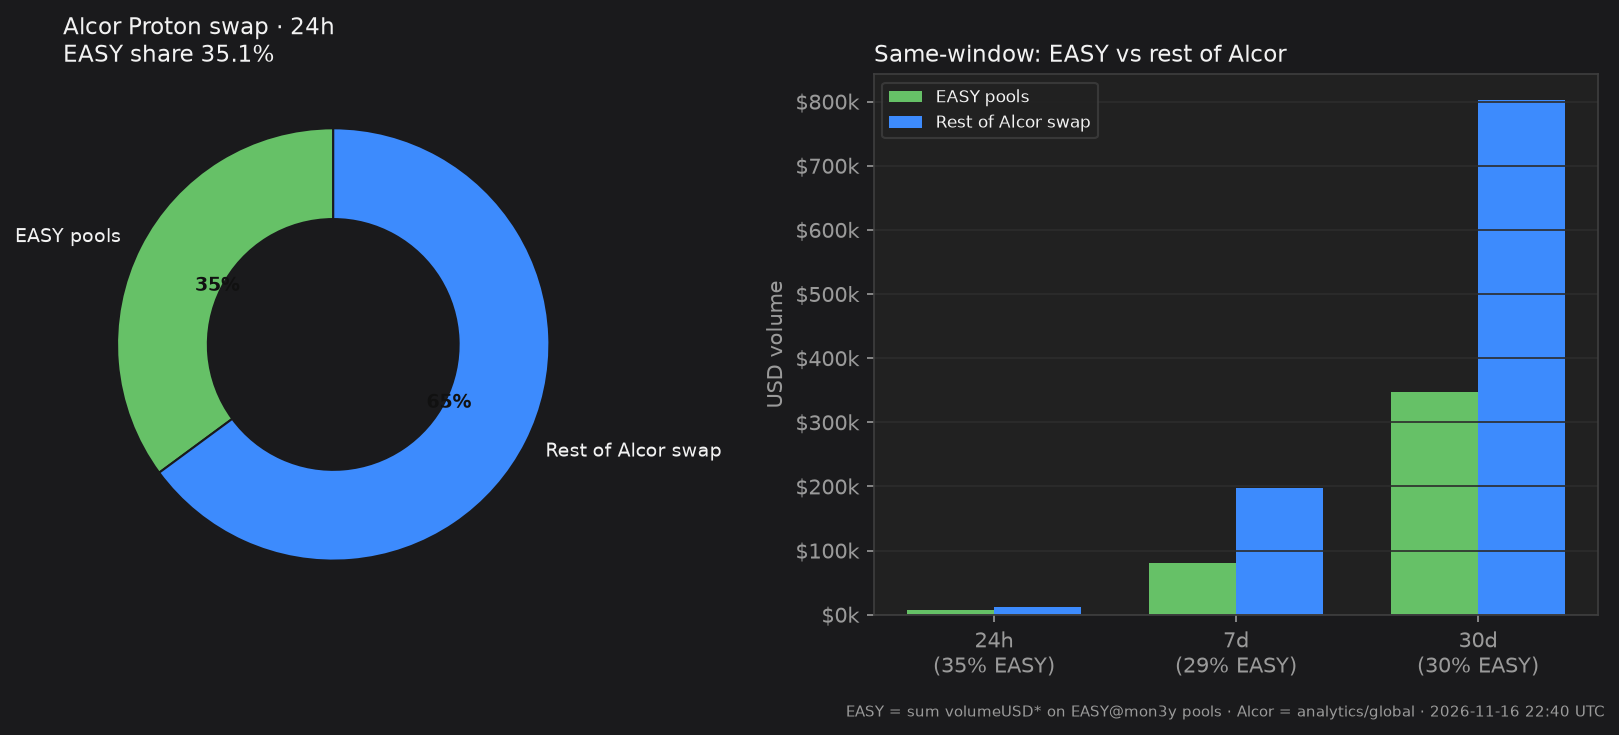 Alcor Proton swap · 24h
EASY share 35.1%
EASY pools
35%
65%
Rest of Alcor swap
Same-window: EASY vs rest of Alcor
EASY pools
Rest of Alcor swap
USD volume
$800k
$700k
$600k
$500k
$400k
$300k
$200k
$100k
$0k
24h
(35% EASY)
7d
(29% EASY)
30d
(30% EASY)
EASY = sum volumeUSD* on EASY@mon3y pools · Alcor = analytics/global · 2026-11-16 22:40 UTC